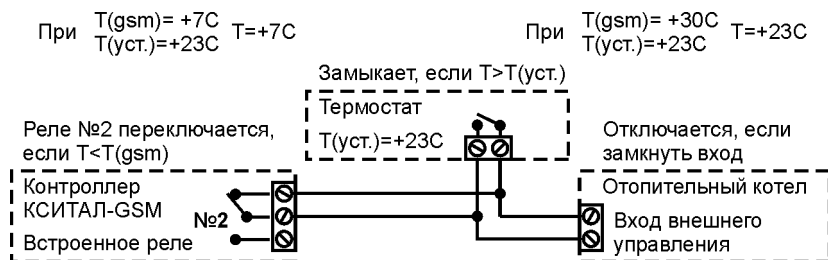 При T(gsm)= +7C T=+7C
T(уст.)=+23C
При T(gsm)= +30C T=+23C
T(уст.)=+23C
Замыкает, если T>T(уст.)
Термостат
T(уст.)=+23C
Реле №2 переключается,
если T<T(gsm)
Отключается, если
замкнуть вход
Контроллер
КСИТАЛ-GSM
№2
Встроенное реле
Отопительный котел
Вход внешнего
управления